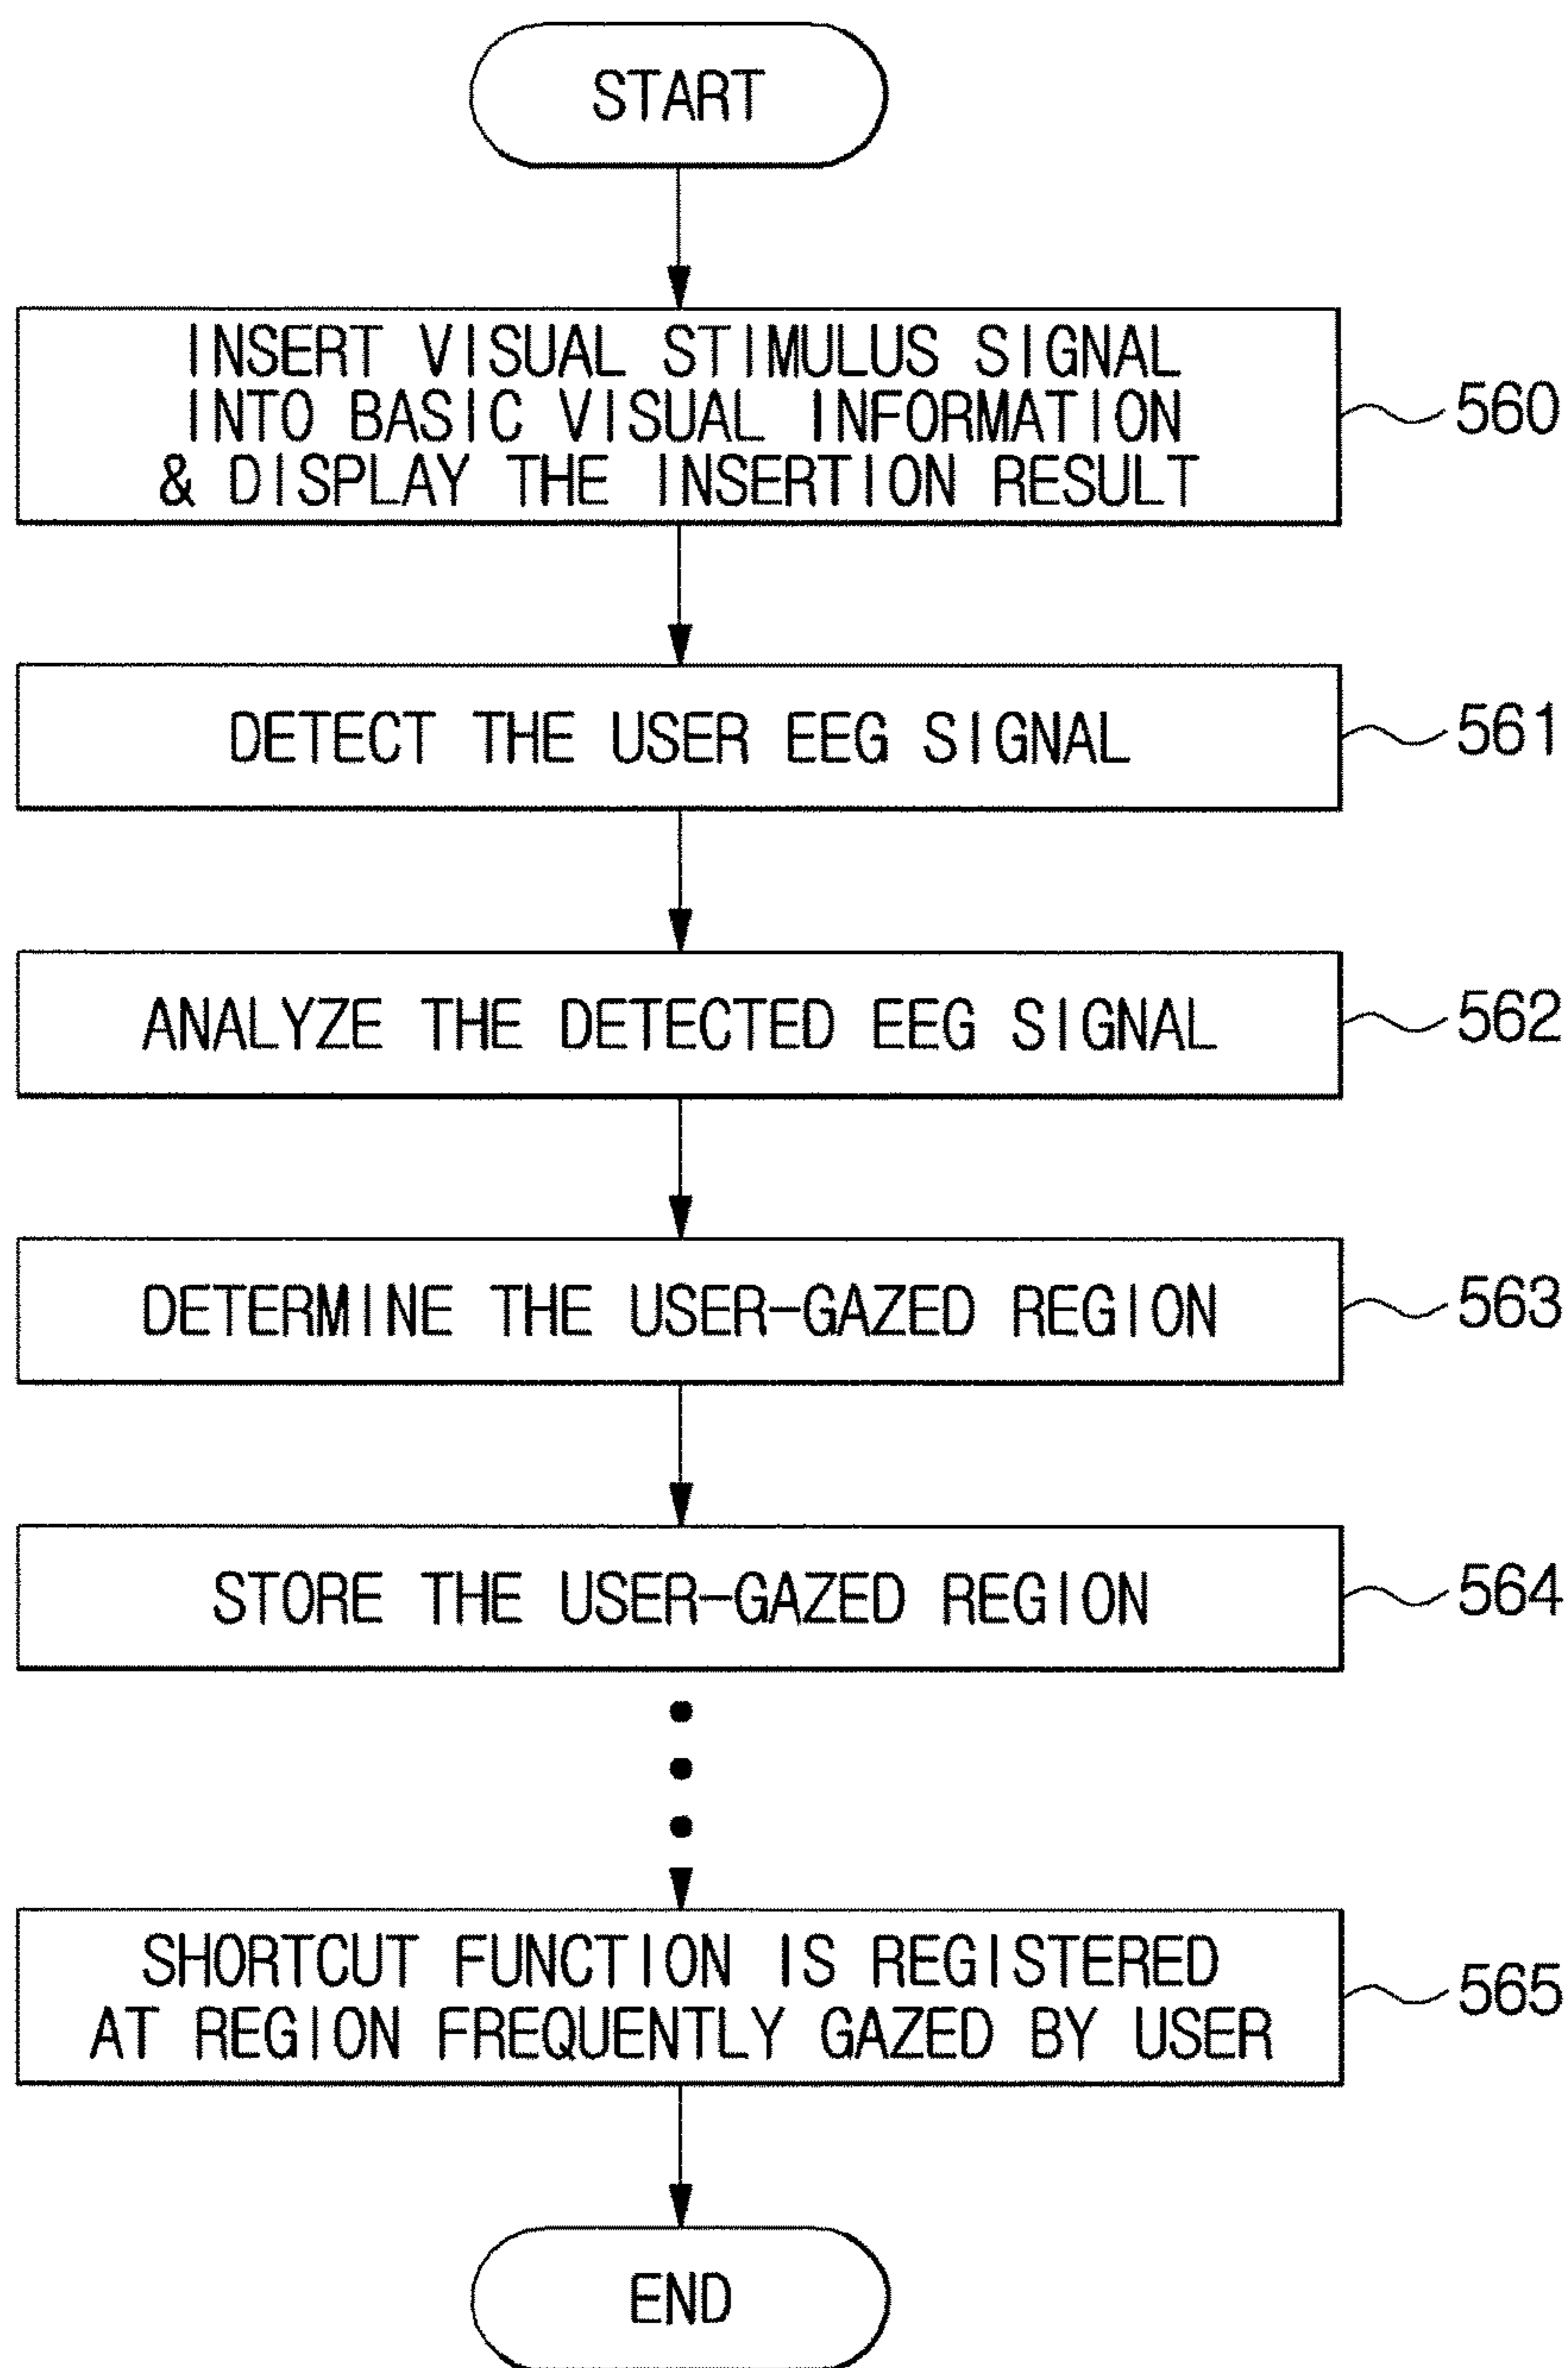 START
INSERT VISUAL STIMULUS SIGNAL
INTO BASIC VISUAL INFORMATION
& DISPLAY THE INSERTION RESULT
560
DETECT THE USER EEG SIGNAL
561
ANALYZE THE DETECTED EEG SIGNAL
562
DETERMINE THE USER-GAZED REGION
563
STORE THE USER-GAZED REGION
564
SHORTCUT FUNCTION IS REGISTERED
AT REGION FREQUENTLY GAZED BY USER
565
END